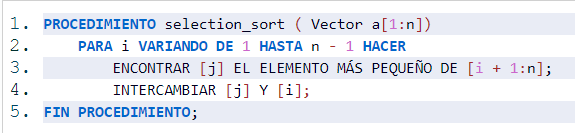 1. PROCEDIMIENTO selection_sort ( Vector a[1:n])
2. PARA i VARIANDO DE 1 HASTA n - 1 HACER
3. ENCONTRAR [j] EL ELEMENTO MÁS PEQUEÑO DE [i + 1:n];
4. INTERCAMBIAR [j] Y [i];
5. FIN PROCEDIMIENTO;